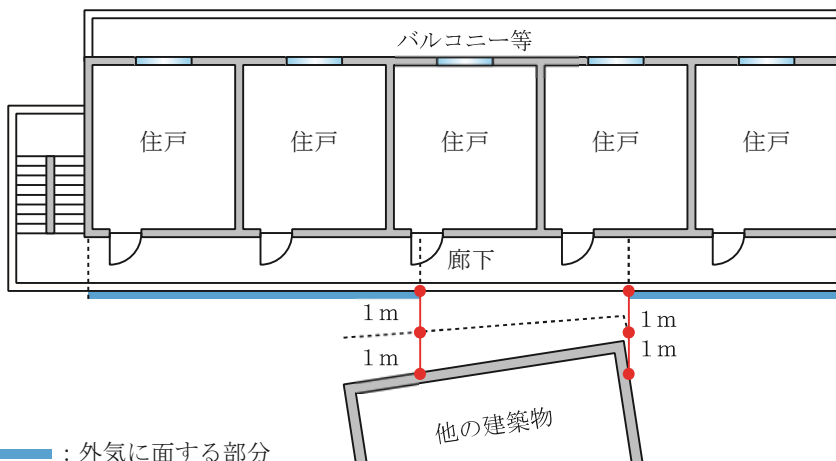 バルコニー等
住戸
住戸
住戸
住戸
住戸
廊下
1m
1m
1m
1m
他の建築物
：外気に面する部分